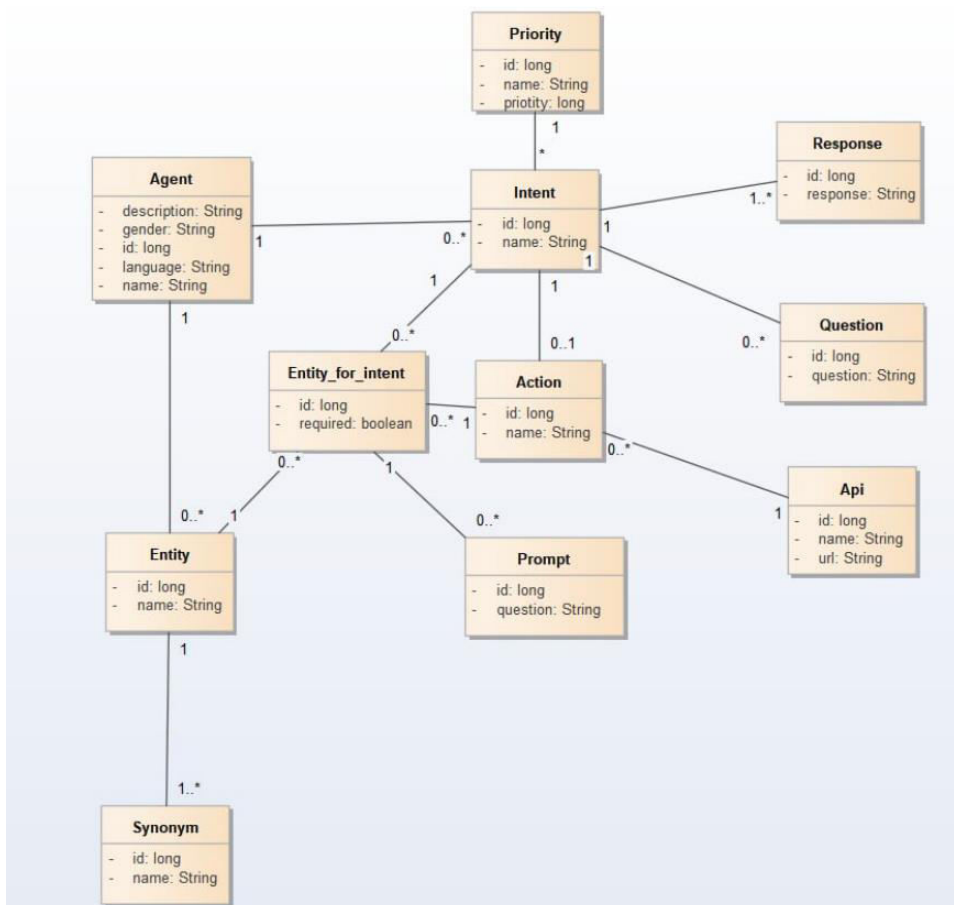 Priority
- id: long
- name: String
- priotity: long
1
*
Response
- id: long
- response: String
1..*
Agent
- description: String
- gender: String
- id: long
- language: String
- name: String
Intent
- id: long
- name: String
1
1
0..*
1
1
1
1
0..*
0..1
Question
- id: long
- question: String
0..*
Entity_for_intent
- id: long
- required: boolean
0..*
1
Action
- id: long
- name: String
0..*
0..*
1
Api
- id: long
- name: String
- url: String
1
0..*
1
0..*
Entity
- id: long
- name: String
Prompt
- id: long
- question: String
1
1..*
Synonym
- id: long
- name: String